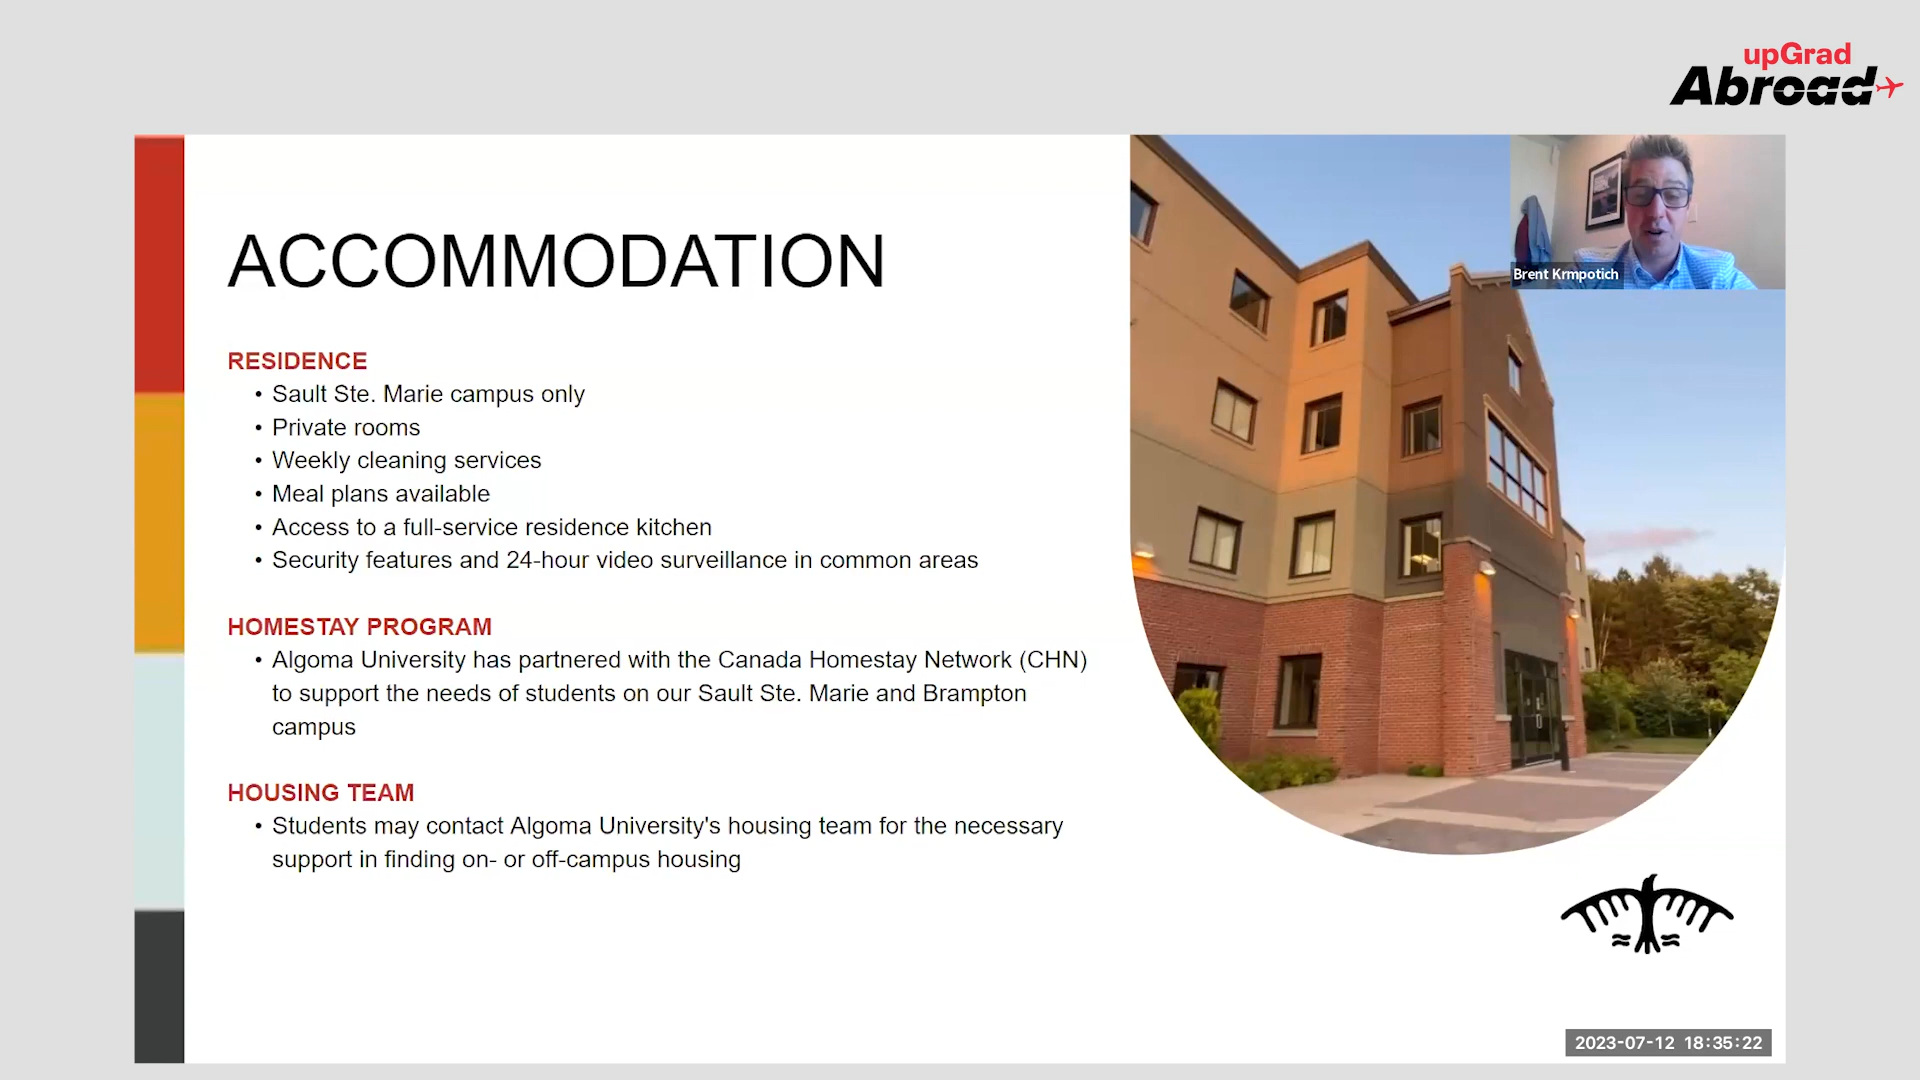 upGrad
Abroad
Brent Krmpotich
ACCOMMODATION
RESIDENCE
• Sault Ste. Marie campus only
• Private rooms
• Weekly cleaning services
• Meal plans available
• Access to a full-service residence kitchen
• Security features and 24-hour video surveillance in common areas
HOMESTAY PROGRAM
• Algoma University has partnered with the Canada Homestay Network (CHN)
to support the needs of students on our Sault Ste. Marie and Brampton
campus
HOUSING TEAM
• Students may contact Algoma University's housing team for the necessary
support in finding on- or off-campus housing
2023-07-12 18:35:22